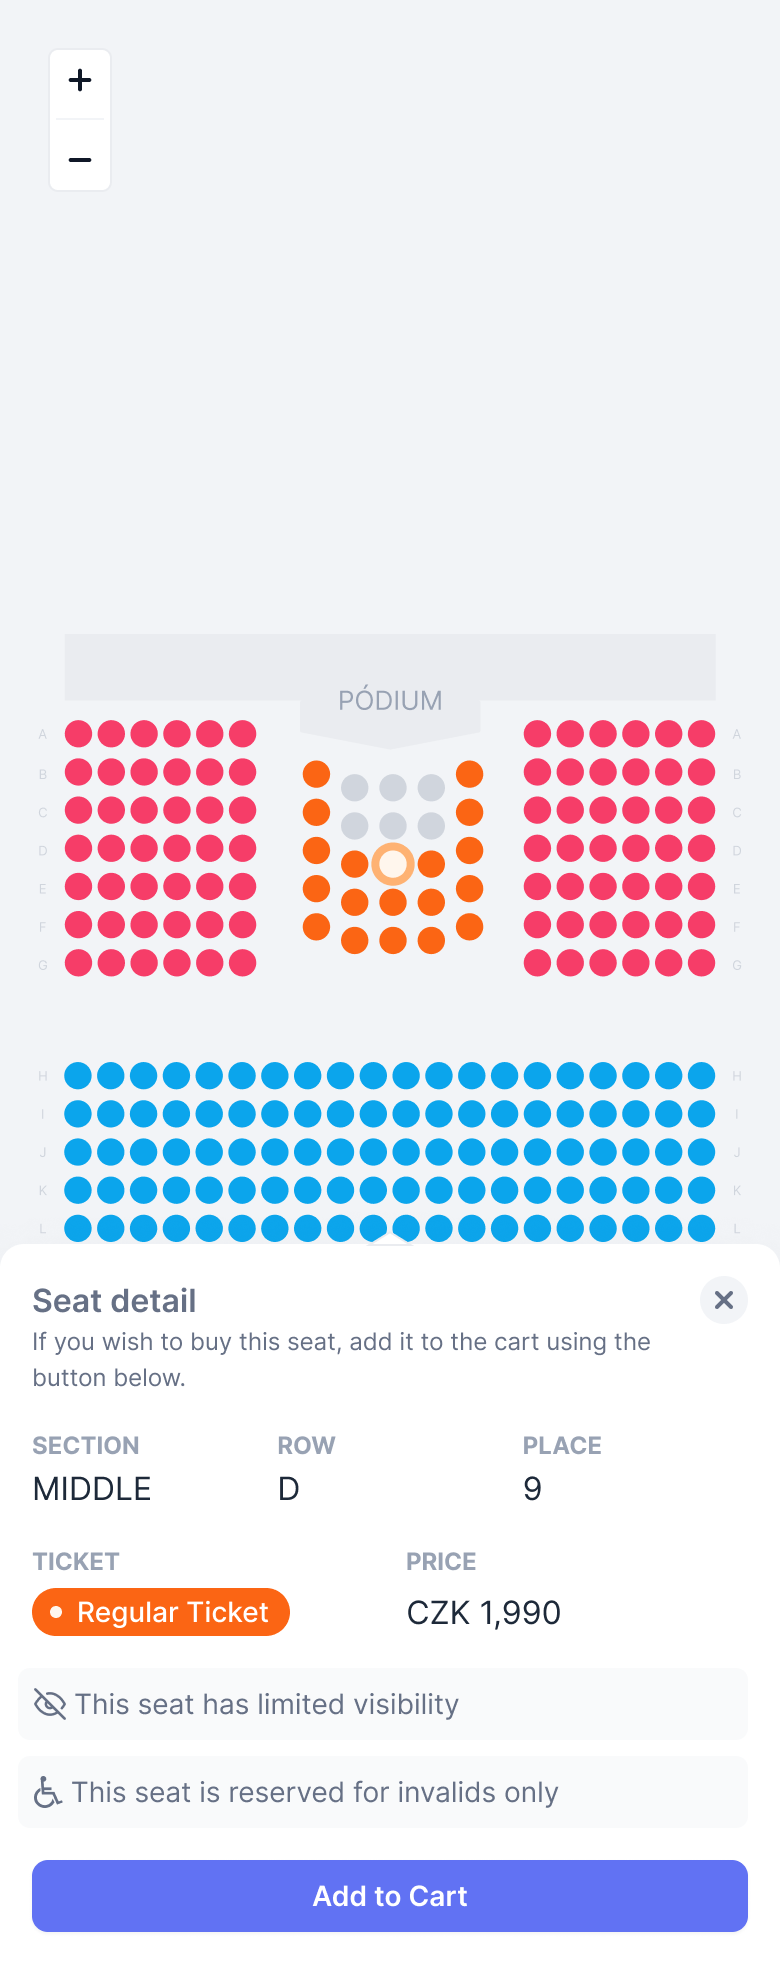 PÓDIUM
A A
B B
C C
D D
E E
F F
G G
H H
I I
J J
K K
L L
Seat detail
If you wish to buy this seat, add it to the cart using the
button below.
SECTION ROW PLACE
MIDDLE D 9
TICKET PRICE
Regular Ticket CZK 1,990
This seat has limited visibility
This seat is reserved for invalids only
Add to Cart